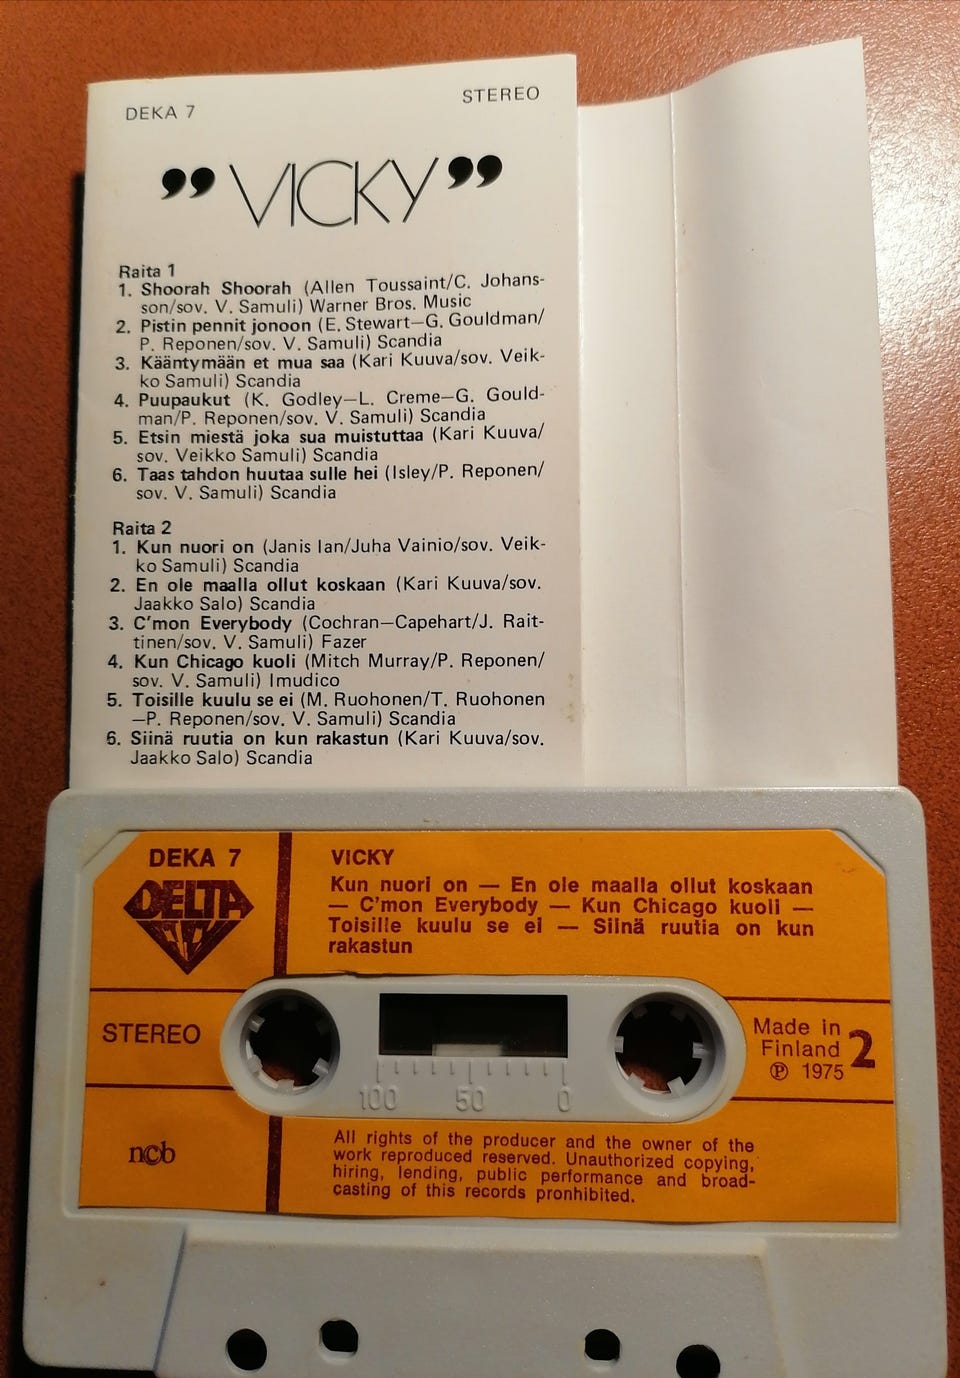 DEKA 7
STEREO
”VICKY”
Raita 1
1. Shoorah Shoorah (Allen Toussaint/C. Johans-
son/sov. V. Samuli) Warner Bros. Music
2. Pistin pennit jonoon (E. Stewart—G. Gouldman/
P. Reponen/sov. V. Samuli) Scandia
3. Kääntymään et mua saa (Kari Kuuva/sov. Veik-
ko Samuli) Scandia
4. Puupaukut (K. Godley—L. Creme—G. Gould-
man/P. Reponen/sov. V. Samuli) Scandia
5. Etsin miestä joka sua muistuttaa (Kari Kuuva/
sov. Veikko Samuli) Scandia
6. Taas tahdon huutaa sulle hei (Isley/P. Reponen/
sov. V. Samuli) Scandia
Raita 2
1. Kun nuori on (Janis Ian/Juha Vainio/sov. Veik-
ko Samuli) Scandia
2. En ole maalla ollut koskaan (Kari Kuuva/sov.
Jaakko Salo) Scandia
3. C'mon Everybody (Cochran—Capehart/J. Rait-
tinen/sov. V. Samuli) Fazer
4. Kun Chicago kuoli (Mitch Murray/P. Reponen/
sov. V. Samuli) Imudico
5. Toisille kuulu se ei (M. Ruohonen/T. Ruohonen
—P. Reponen/sov. V. Samuli) Scandia
6. Siinä ruutia on kun rakastun (Kari Kuuva/sov.
Jaakko Salo) Scandia
DEKA 7
DELTA
VICKY
Kun nuori on — En ole maalla ollut koskaan
— C'mon Everybody — Kun Chicago kuoli —
Toisille kuulu se ei — Siinä ruutia on kun
rakastun
STEREO
100 50 0
Made in
Finland 2
℗ 1975
ncb
All rights of the producer and the owner of the
work reproduced reserved. Unauthorized copying,
hiring, lending, public performance and broad-
casting of this records pronhibited.